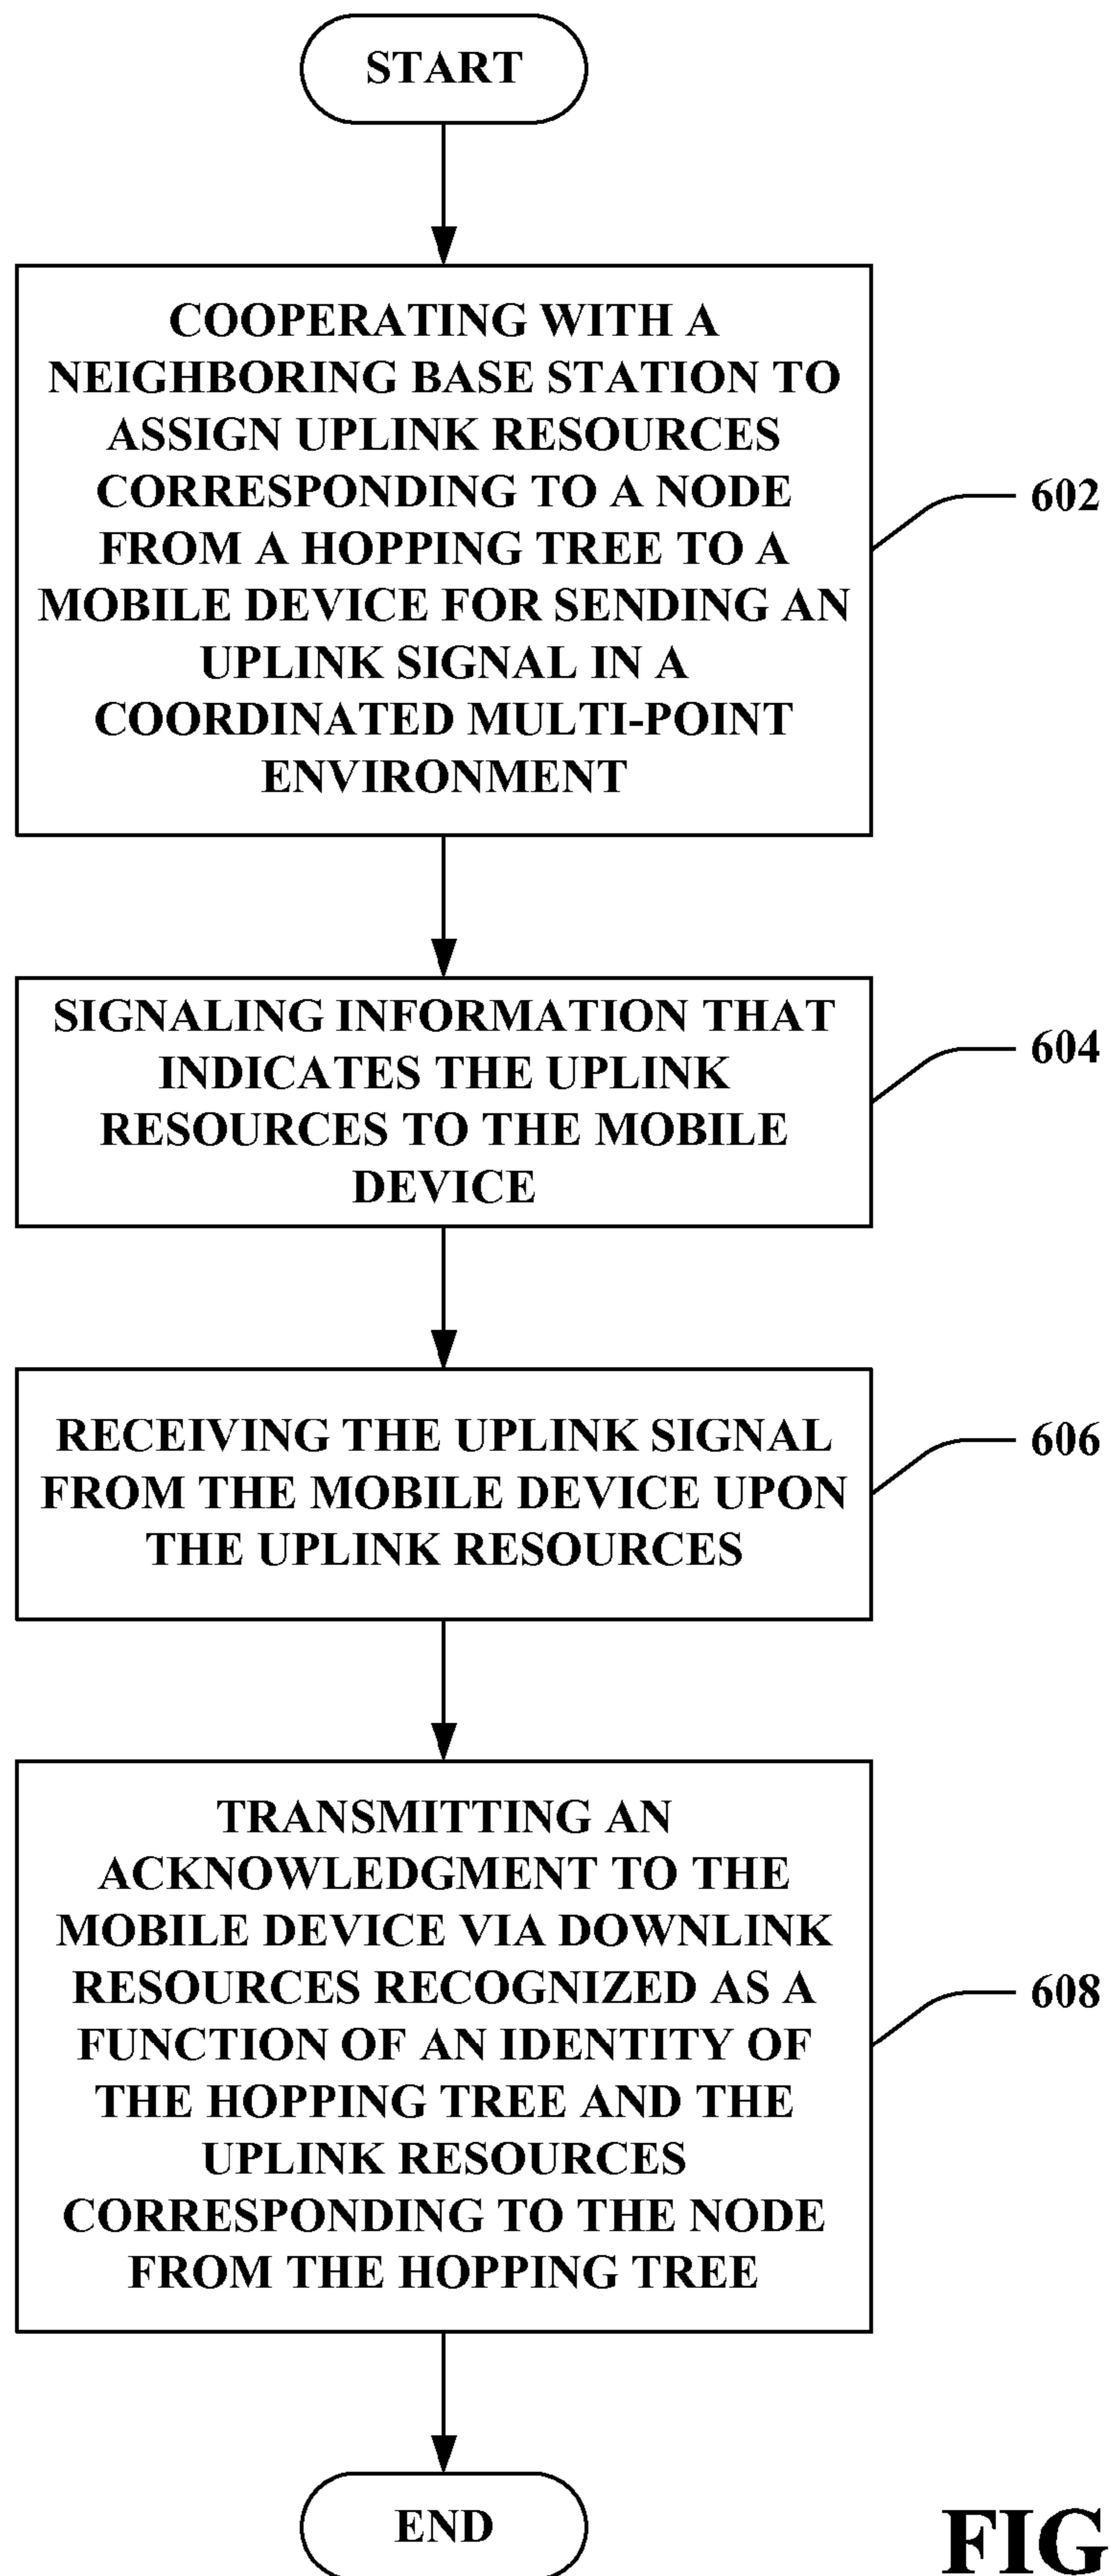 START
COOPERATING WITH A
NEIGHBORING BASE STATION TO
ASSIGN UPLINK RESOURCES
CORRESPONDING TO A NODE
FROM A HOPPING TREE TO A
MOBILE DEVICE FOR SENDING AN
UPLINK SIGNAL IN A
COORDINATED MULTI-POINT
ENVIRONMENT
602
SIGNALING INFORMATION THAT
INDICATES THE UPLINK
RESOURCES TO THE MOBILE
DEVICE
604
RECEIVING THE UPLINK SIGNAL
FROM THE MOBILE DEVICE UPON
THE UPLINK RESOURCES
606
TRANSMITTING AN
ACKNOWLEDGMENT TO THE
MOBILE DEVICE VIA DOWNLINK
RESOURCES RECOGNIZED AS A
FUNCTION OF AN IDENTITY OF
THE HOPPING TREE AND THE
UPLINK RESOURCES
CORRESPONDING TO THE NODE
FROM THE HOPPING TREE
608
END
FIG